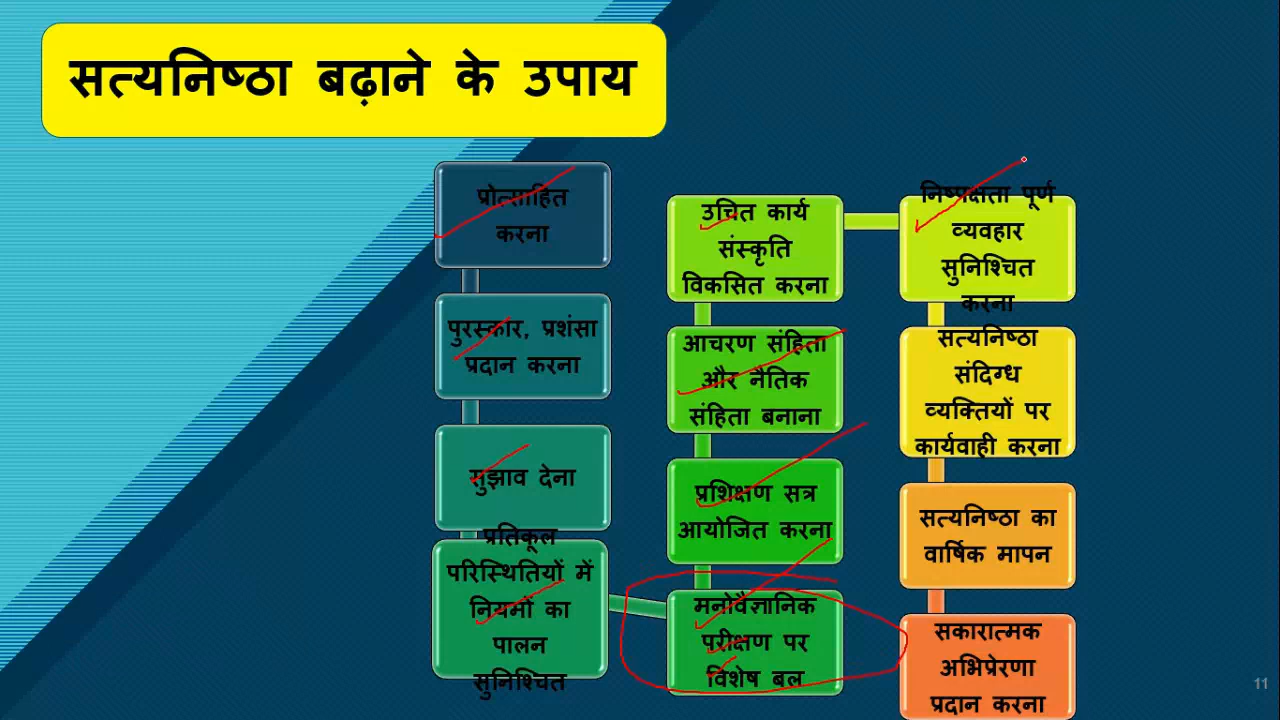 सत्यनिष्ठा बढ़ाने के उपाय
प्रोत्साहित
करना
पुरस्कार, प्रशंसा
प्रदान करना
सुझाव देना
प्रतिकूल
परिस्थितियों में
नियमों का
पालन
सुनिश्चित
मनोवैज्ञानिक
परीक्षण पर
विशेष बल
प्रशिक्षण सत्र
आयोजित करना
आचरण संहिता
और नैतिक
संहिता बनाना
उचित कार्य
संस्कृति
विकसित करना
निष्पक्षता पूर्ण
व्यवहार
सुनिश्चित
करना
सत्यनिष्ठा
संदिग्ध
व्यक्तियों पर
कार्यवाही करना
सत्यनिष्ठा का
वार्षिक मापन
सकारात्मक
अभिप्रेरणा
प्रदान करना
11